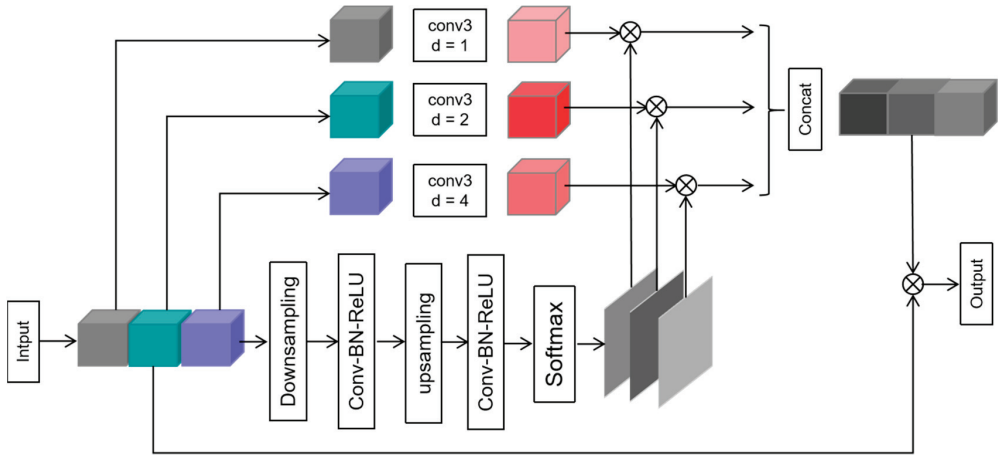 conv3
d = 1
conv3
d = 2
conv3
d = 4
Concat
Intput
Downsampling
Conv-BN-ReLU
upsampling
Conv-BN-ReLU
Softmax
Output